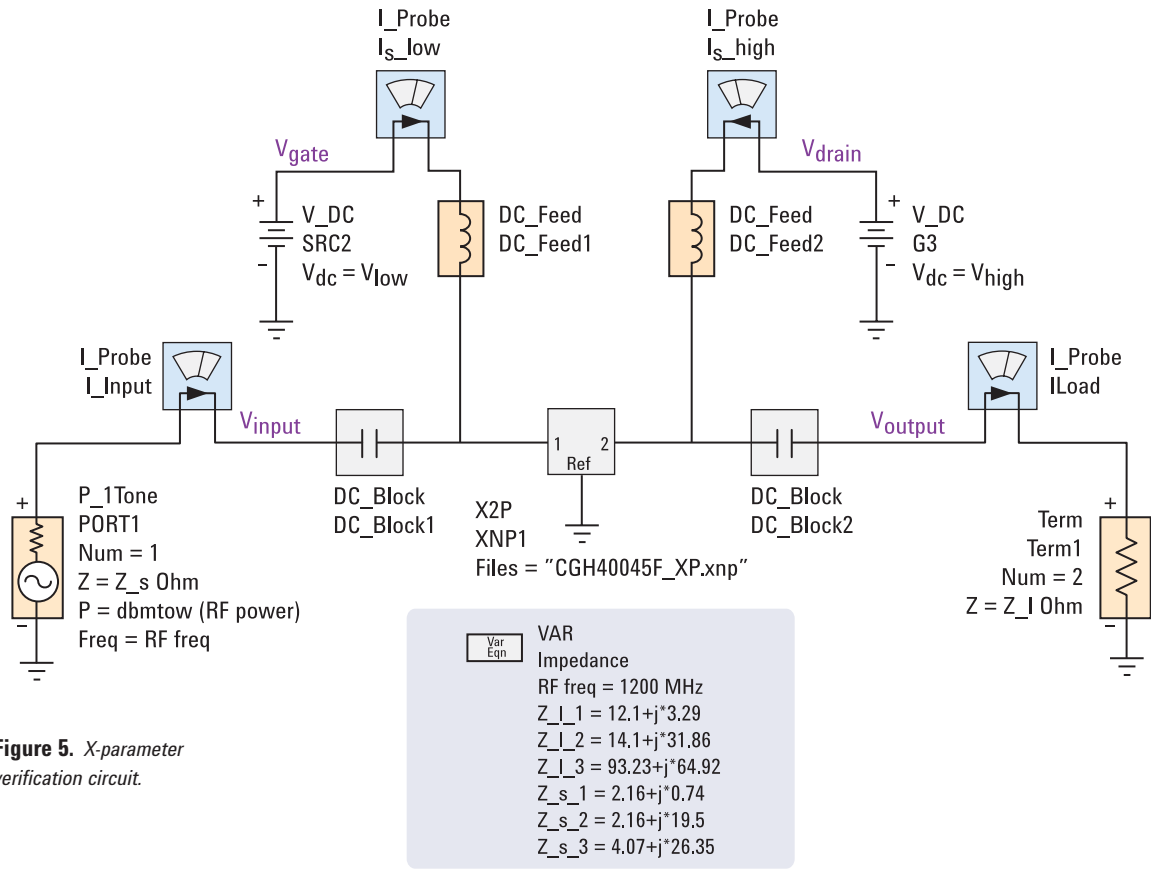 I_Probe
Is_low
I_Probe
Is_high
Vgate
Vdrain
+
V_DC
SRC2
Vdc = Vlow
–
DC_Feed
DC_Feed1
DC_Feed
DC_Feed2
+
V_DC
G3
Vdc = Vhigh
–
I_Probe
I_Input
I_Probe
ILoad
Vinput
Voutput
1 2
Ref
DC_Block
DC_Block1
X2P
XNP1
Files = "CGH40045F_XP.xnp"
DC_Block
DC_Block2
+
P_1Tone
PORT1
Num = 1
Z = Z_s Ohm
P = dbmtow (RF power)
Freq = RF freq
–
+
Term
Term1
Num = 2
Z = Z_l Ohm
–
Var
Eqn
VAR
Impedance
RF freq = 1200 MHz
Z_l_1 = 12.1+j*3.29
Z_l_2 = 14.1+j*31.86
Z_l_3 = 93.23+j*64.92
Z_s_1 = 2.16+j*0.74
Z_s_2 = 2.16+j*19.5
Z_s_3 = 4.07+j*26.35
igure 5. X-parameter
erification circuit.